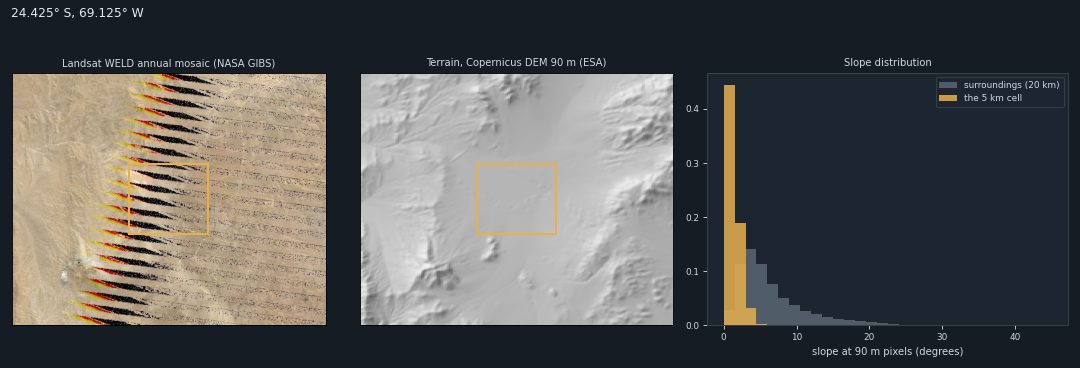 24.425° S, 69.125° W
Landsat WELD annual mosaic (NASA GIBS)
Terrain, Copernicus DEM 90 m (ESA)
Slope distribution
surroundings (20 km)
the 5 km cell
0.4
0.3
0.2
0.1
0.0
0 10 20 30 40
slope at 90 m pixels (degrees)